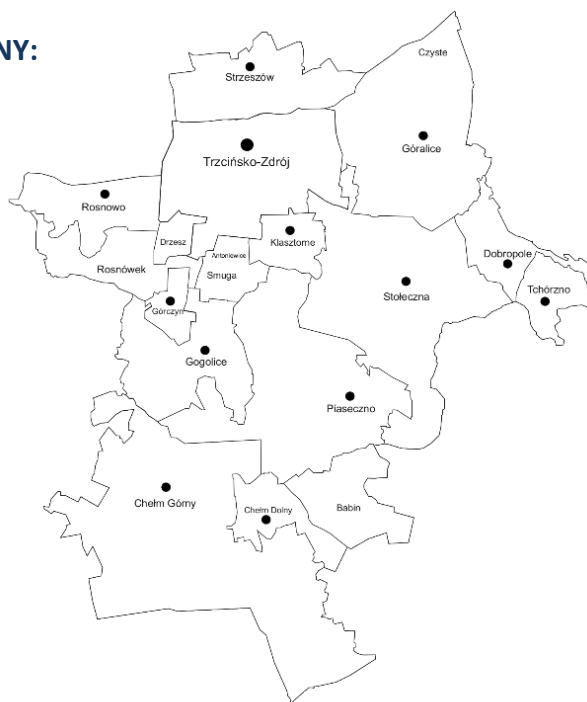 NY:
Czyste
Strzeszów
Góralice
Trzcińsko-Zdrój
Rosnowo
Drzesz
Klasztorne
Antoniewice
Dobropole
Rosnówek
Smuga
Stołeczna
Tchórzno
Górczyn
Gogolice
Piaseczno
Chełm Górny
Chełm Dolny
Babin